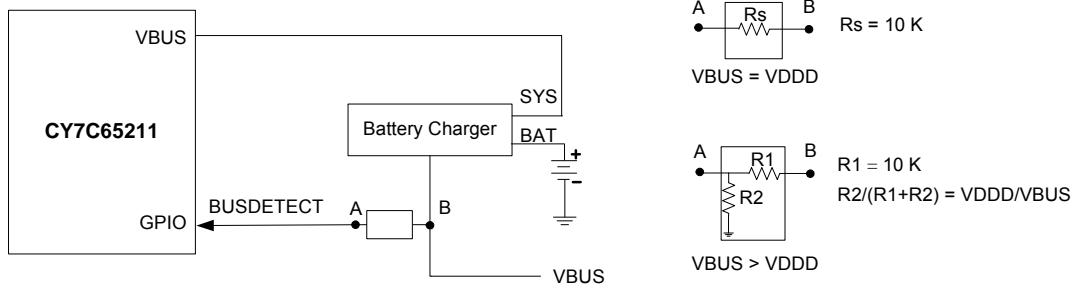 VBUS
CY7C65211
GPIO
BUSDETECT
A
B
SYS
Battery Charger
BAT
+
-
VBUS
A
Rs
B
Rs = 10 K
VBUS = VDDD
A
R1
B
R2
R1 = 10 K
R2/(R1+R2) = VDDD/VBUS
VBUS > VDDD